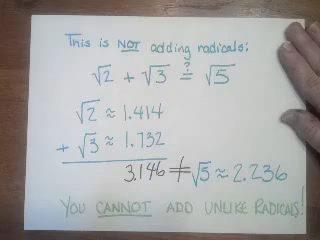 This is NOT adding radicals:
√2 + √3 ≟ √5
√2 ≈ 1.414
+ √3 ≈ 1.732
3.146 ≠ √5 ≈ 2.236
YOU CANNOT ADD UNLIKE RADICALS!